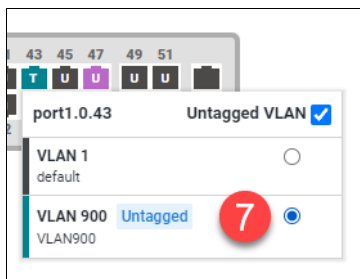 43 45 47 49 51
T U U U U
port1.0.43 Untagged VLAN
VLAN 1
default
VLAN 900 Untagged 7
VLAN900